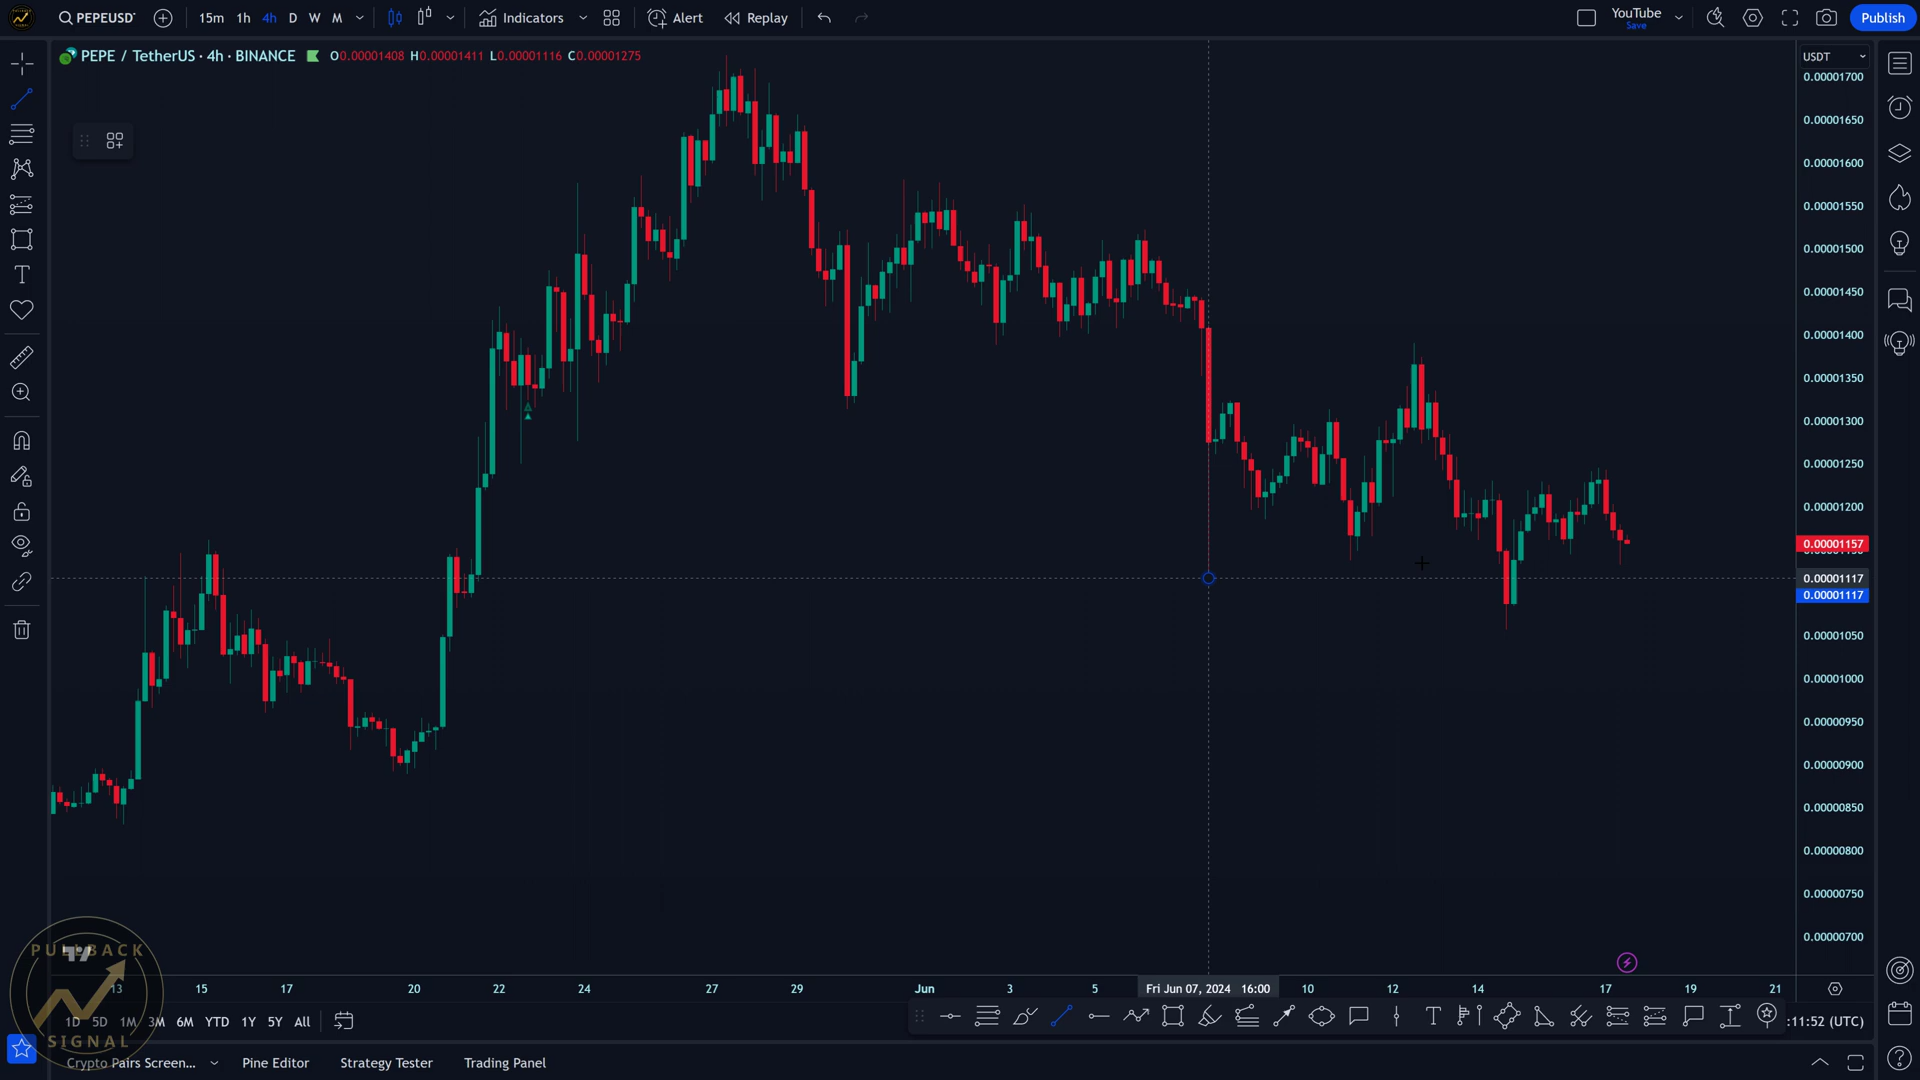 PEPEUSD 15m 1h 4h D W M Indicators Alert Replay YouTube Save Publish
PEPE / TetherUS · 4h · BINANCE O0.00001408 H0.00001411 L0.00001116 C0.00001275
USDT
0.00001700
0.00001650
0.00001600
0.00001550
0.00001500
0.00001450
0.00001400
0.00001350
0.00001300
0.00001250
0.00001200
0.00001157
0.00001117
0.00001117
0.00001050
0.00001000
0.00000950
0.00000900
0.00000850
0.00000800
0.00000750
0.00000700
PULLBACK
SIGNAL
13 15 17 20 22 24 27 29 Jun 3 5 Fri Jun 07, 2024 16:00 10 12 14 17 19 21
1D 5D 1M 3M 6M YTD 1Y 5Y All :11:52 (UTC)
Crypto Pairs Screen... Pine Editor Strategy Tester Trading Panel